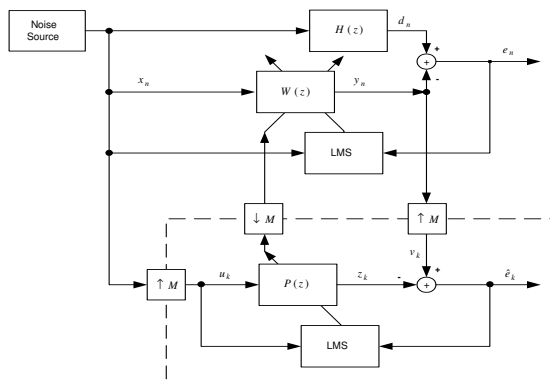 Noise
Source
H(z)
d_n
+
+
-
e_n
x_n
W(z)
y_n
LMS
↓ M
↑ M
v_k
↑ M
u_k
P(z)
z_k
-
+
+
ê_k
LMS